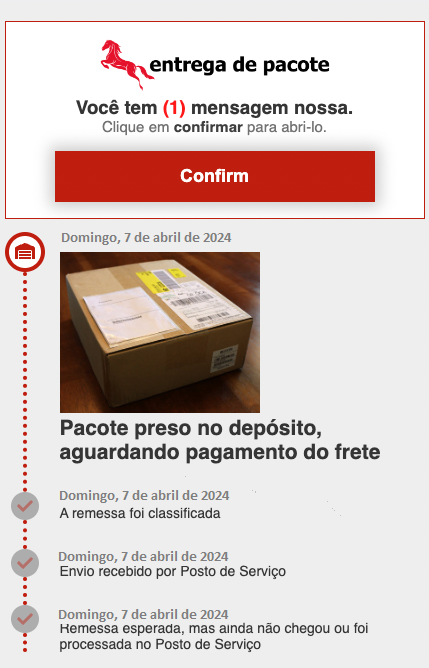 entrega de pacote
Você tem (1) mensagem nossa.
Clique em confirmar para abri-lo.
Confirm
Domingo, 7 de abril de 2024
Pacote preso no depósito,
aguardando pagamento do frete
Domingo, 7 de abril de 2024
A remessa foi classificada
Domingo, 7 de abril de 2024
Envio recebido por Posto de Serviço
Domingo, 7 de abril de 2024
Remessa esperada, mas ainda não chegou ou foi
processada no Posto de Serviço